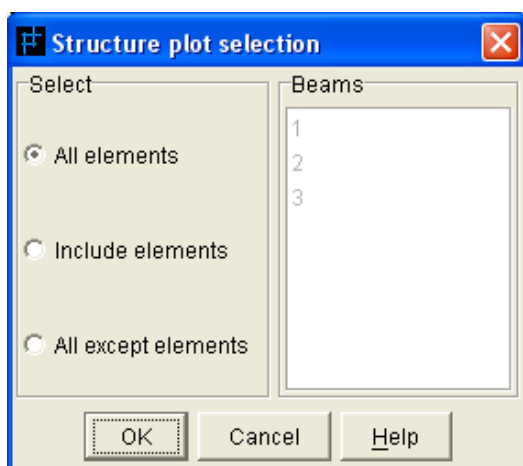 Structure plot selection
Select
All elements
Include elements
All except elements
Beams
1
2
3
OK
Cancel
Help